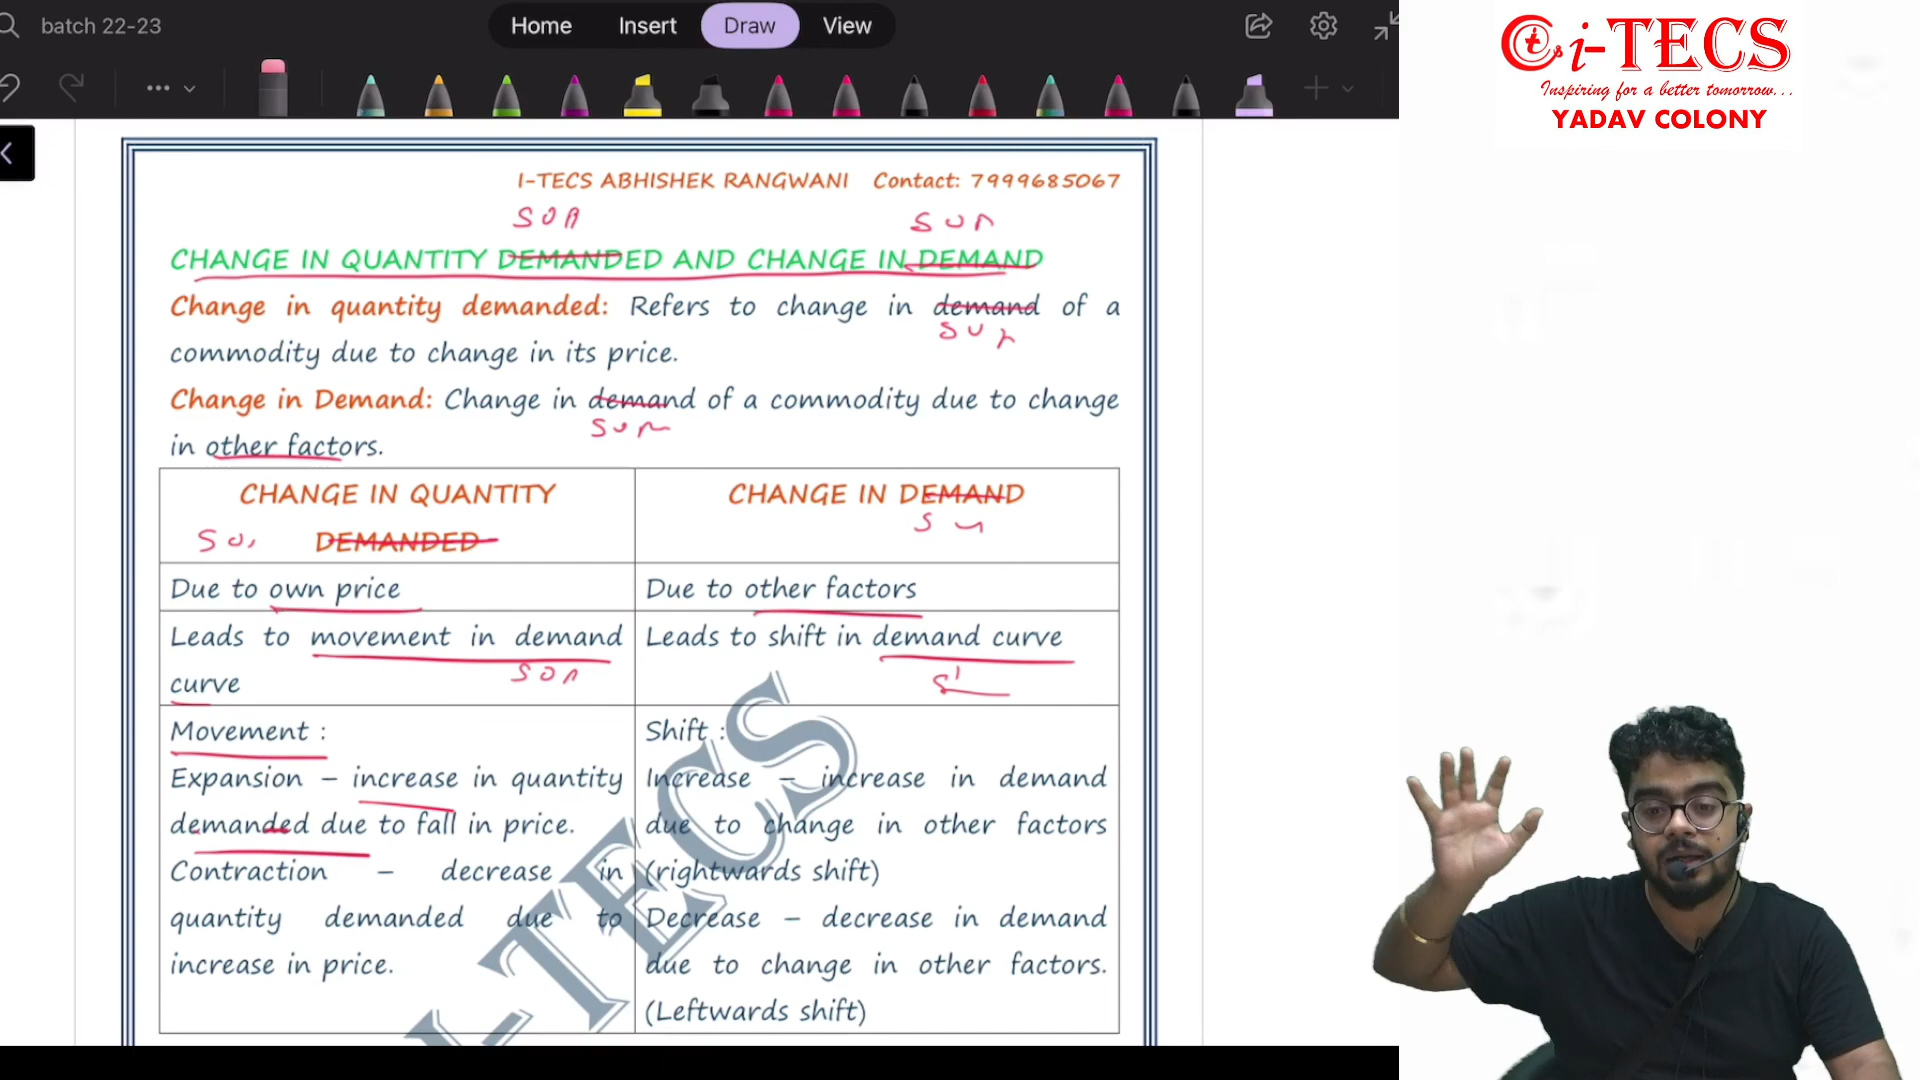 batch 22-23
Home Insert Draw View
i-TECS
Inspiring for a better tomorrow...
YADAV COLONY
I-TECS ABHISHEK RANGWANI Contact: 7999685067
CHANGE IN QUANTITY DEMANDED AND CHANGE IN DEMAND
Change in quantity demanded: Refers to change in demand of a
commodity due to change in its price.
Change in Demand: Change in demand of a commodity due to change
in other factors.
CHANGE IN QUANTITY
DEMANDED
CHANGE IN DEMAND
Due to own price
Due to other factors
Leads to movement in demand
curve
Leads to shift in demand curve
Movement :
Expansion – increase in quantity
demanded due to fall in price.
Contraction – decrease in
quantity demanded due to
increase in price.
Shift :
Increase – increase in demand
due to change in other factors
(rightwards shift)
Decrease – decrease in demand
due to change in other factors.
(Leftwards shift)
I-TECS